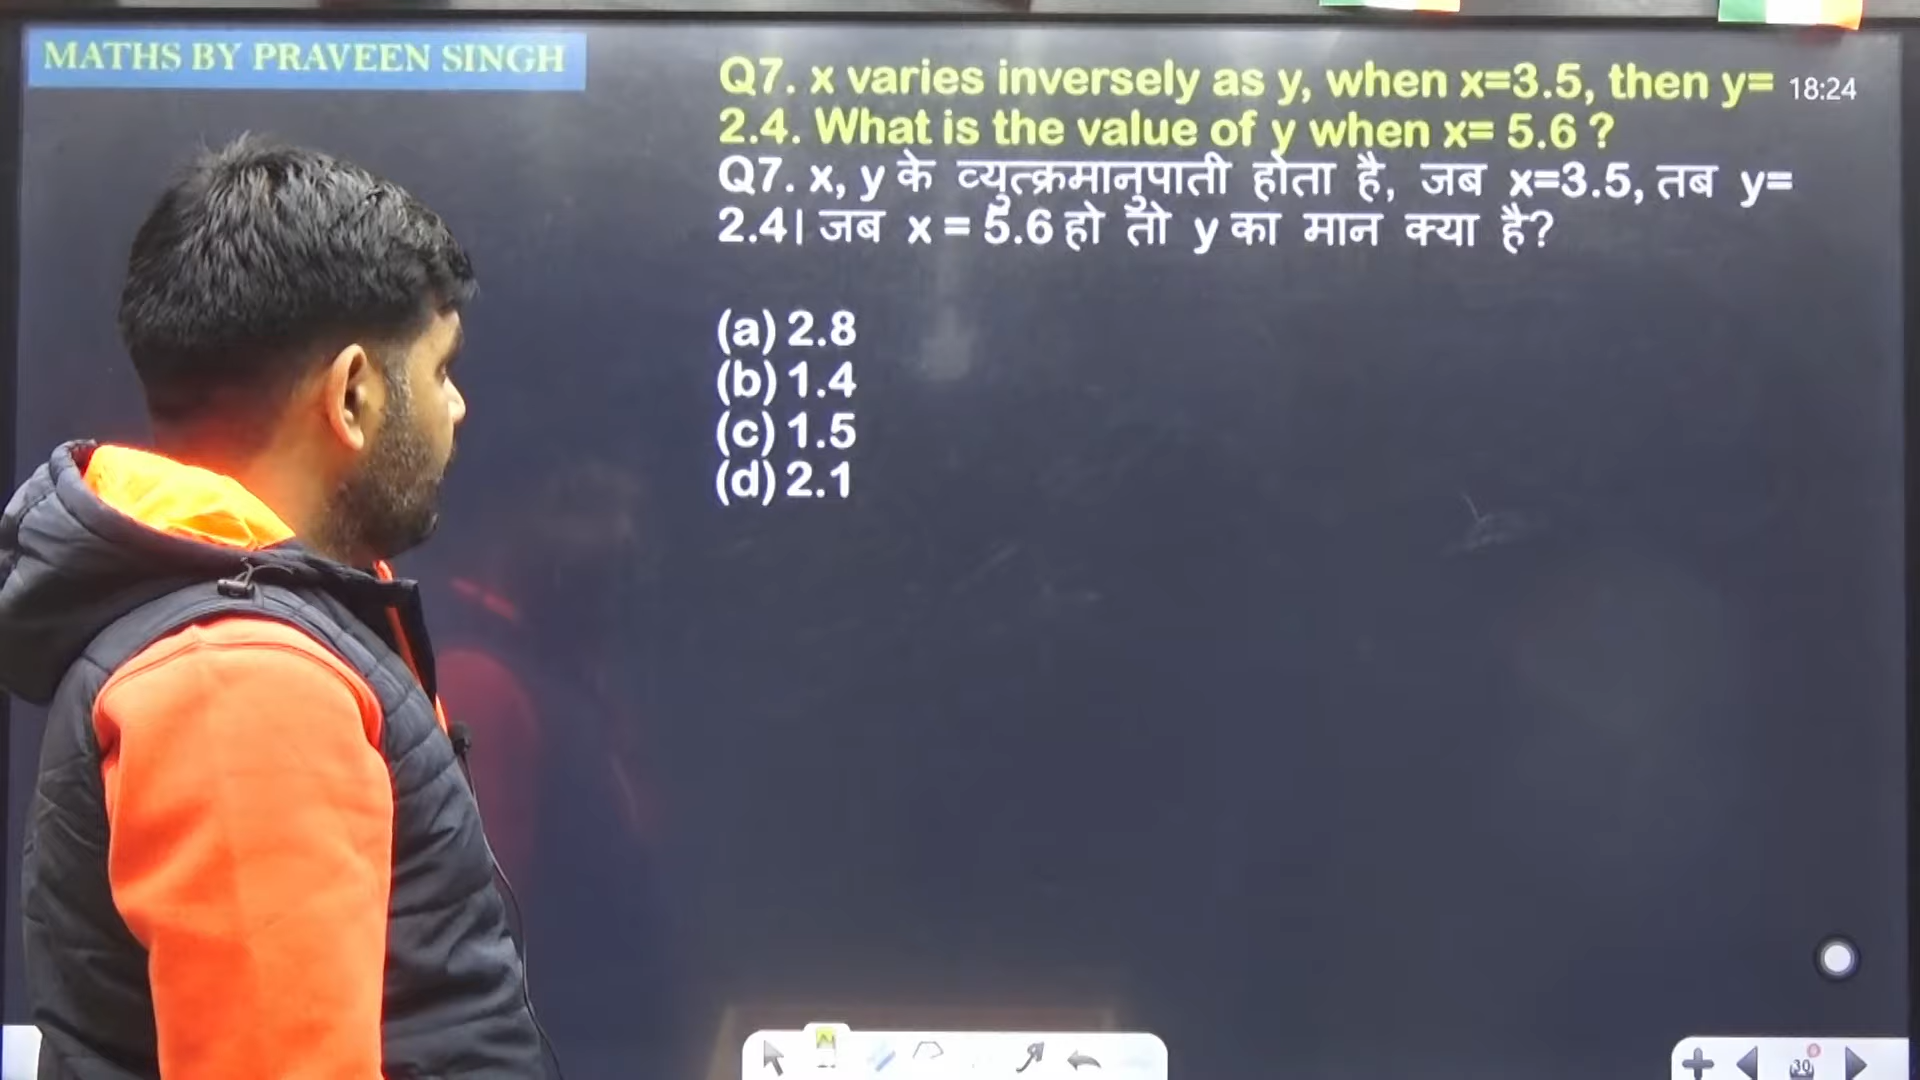 MATHS BY PRAVEEN SINGH
Q7. x varies inversely as y, when x=3.5, then y=
18:24
2.4. What is the value of y when x= 5.6 ?
Q7. x, y के व्युत्क्रमानुपाती होता है, जब x=3.5, तब y=
2.4| जब x = 5.6 हो तो y का मान क्या है?
(a) 2.8
(b) 1.4
(c) 1.5
(d) 2.1
30